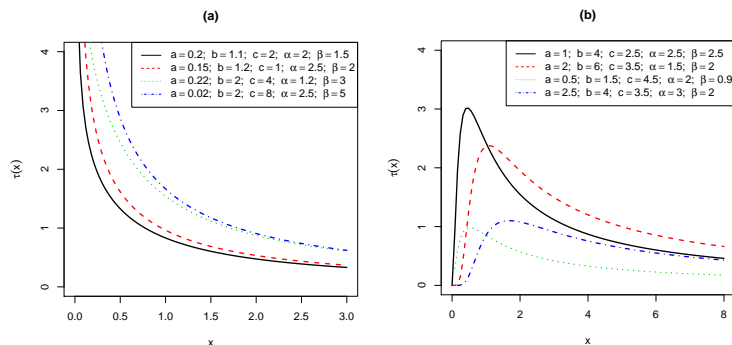 (a)
a = 0.2; b = 1.1; c = 2; α = 2; β = 1.5
a = 0.15; b = 1.2; c = 1; α = 2.5; β = 2
a = 0.22; b = 2; c = 4; α = 1.2; β = 3
a = 0.02; b = 2; c = 8; α = 2.5; β = 5
τ(x)
4
3
2
1
0
0.0 0.5 1.0 1.5 2.0 2.5 3.0
x
(b)
a = 1; b = 4; c = 2.5; α = 2.5; β = 2.5
a = 2; b = 6; c = 3.5; α = 1.5; β = 2
a = 0.5; b = 1.5; c = 4.5; α = 2; β = 0.9
a = 2.5; b = 4; c = 3.5; α = 3; β = 2
τ(x)
4
3
2
1
0
0 2 4 6 8
x